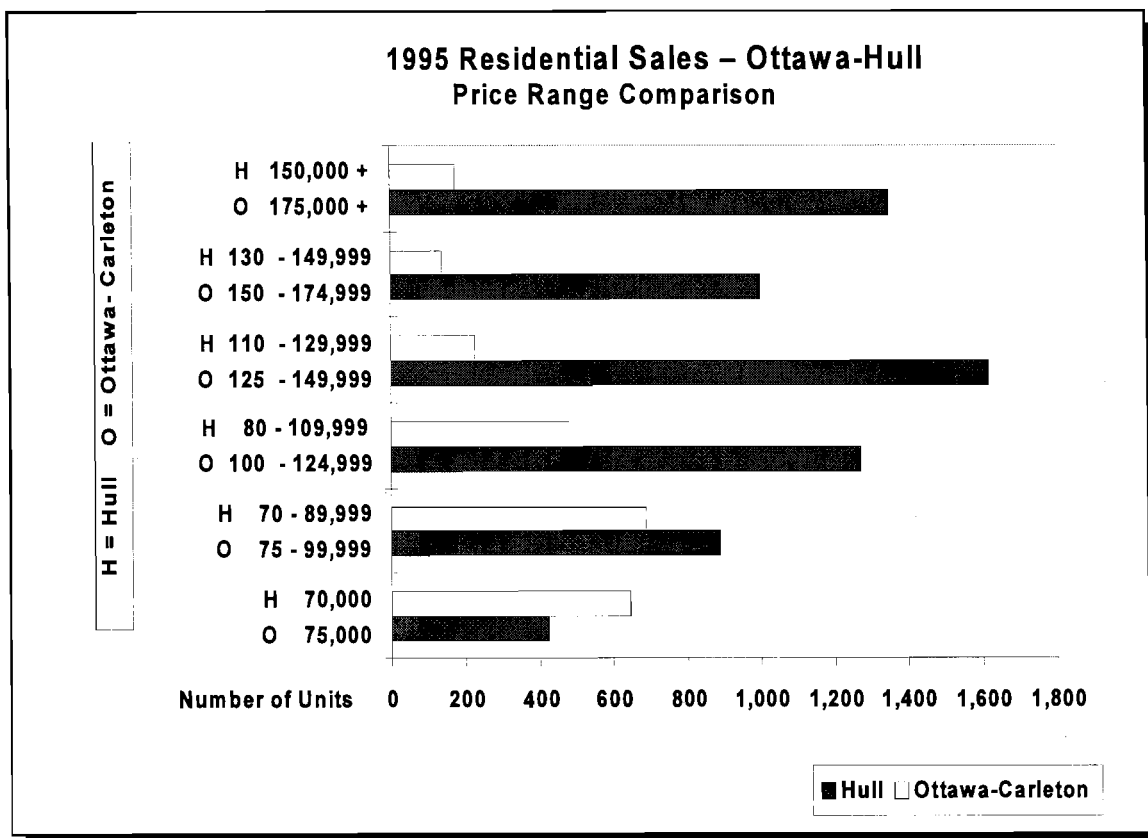 1995 Residential Sales – Ottawa-Hull
Price Range Comparison
H = Hull O = Ottawa- Carleton
H 150,000 +
O 175,000 +
H 130 - 149,999
O 150 - 174,999
H 110 - 129,999
O 125 - 149,999
H 80 - 109,999
O 100 - 124,999
H 70 - 89,999
O 75 - 99,999
H 70,000
O 75,000
Number of Units 0 200 400 600 800 1,000 1,200 1,400 1,600 1,800
Hull Ottawa-Carleton